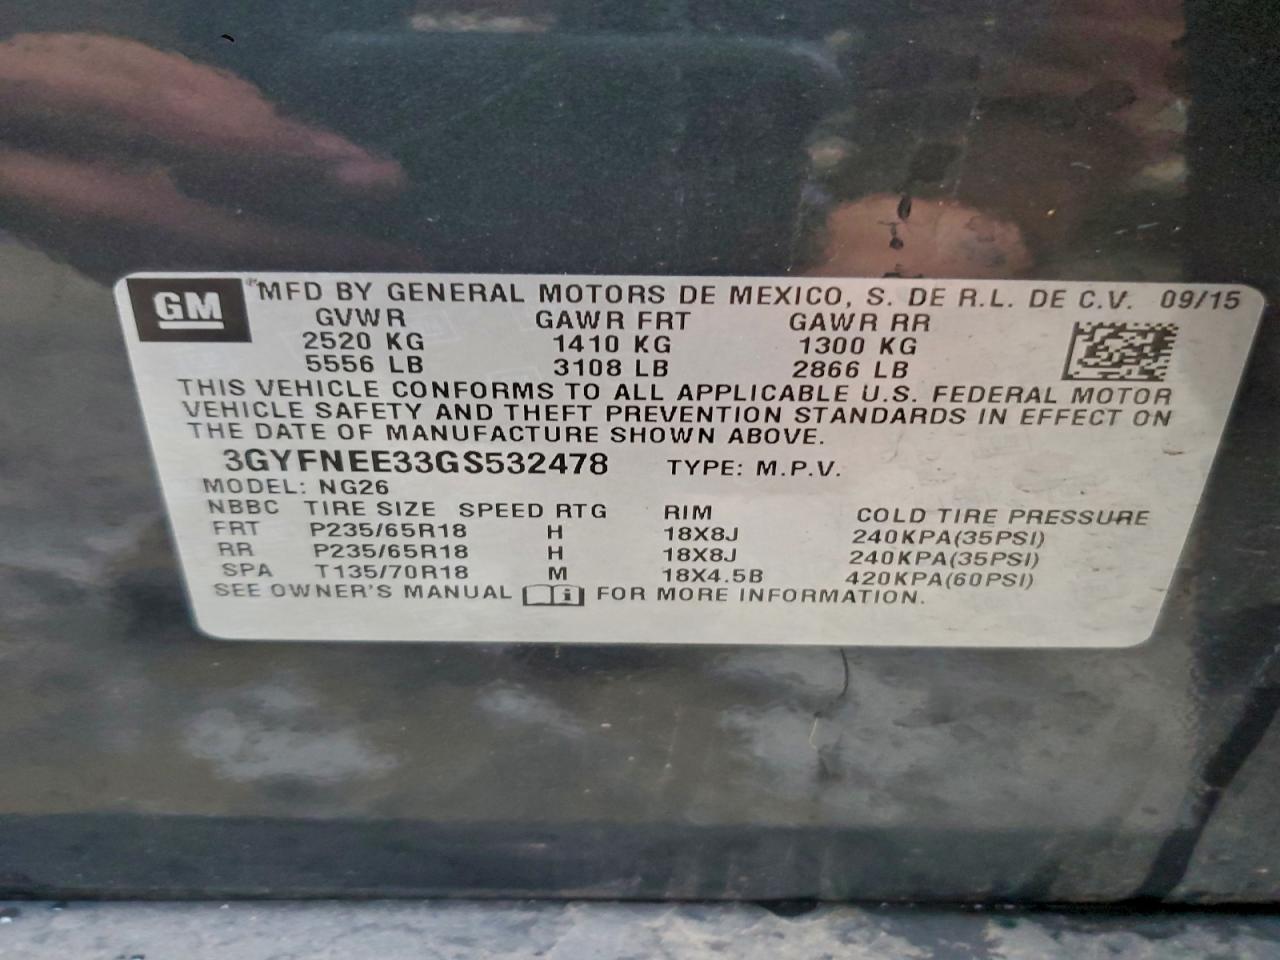 GM MFD BY GENERAL MOTORS DE MEXICO, S. DE R.L. DE C.V. 09/15
GVWR GAWR FRT GAWR RR
2520 KG 1410 KG 1300 KG
5556 LB 3108 LB 2866 LB
THIS VEHICLE CONFORMS TO ALL APPLICABLE U.S. FEDERAL MOTOR
VEHICLE SAFETY AND THEFT PREVENTION STANDARDS IN EFFECT ON
THE DATE OF MANUFACTURE SHOWN ABOVE.
3GYFNEE33GS532478 TYPE: M.P.V.
MODEL: NG26
NBBC TIRE SIZE SPEED RTG RIM COLD TIRE PRESSURE
FRT P235/65R18 H 18X8J 240KPA(35PSI)
RR P235/65R18 H 18X8J 240KPA(35PSI)
SPA T135/70R18 M 18X4.5B 420KPA(60PSI)
SEE OWNER'S MANUAL i FOR MORE INFORMATION.